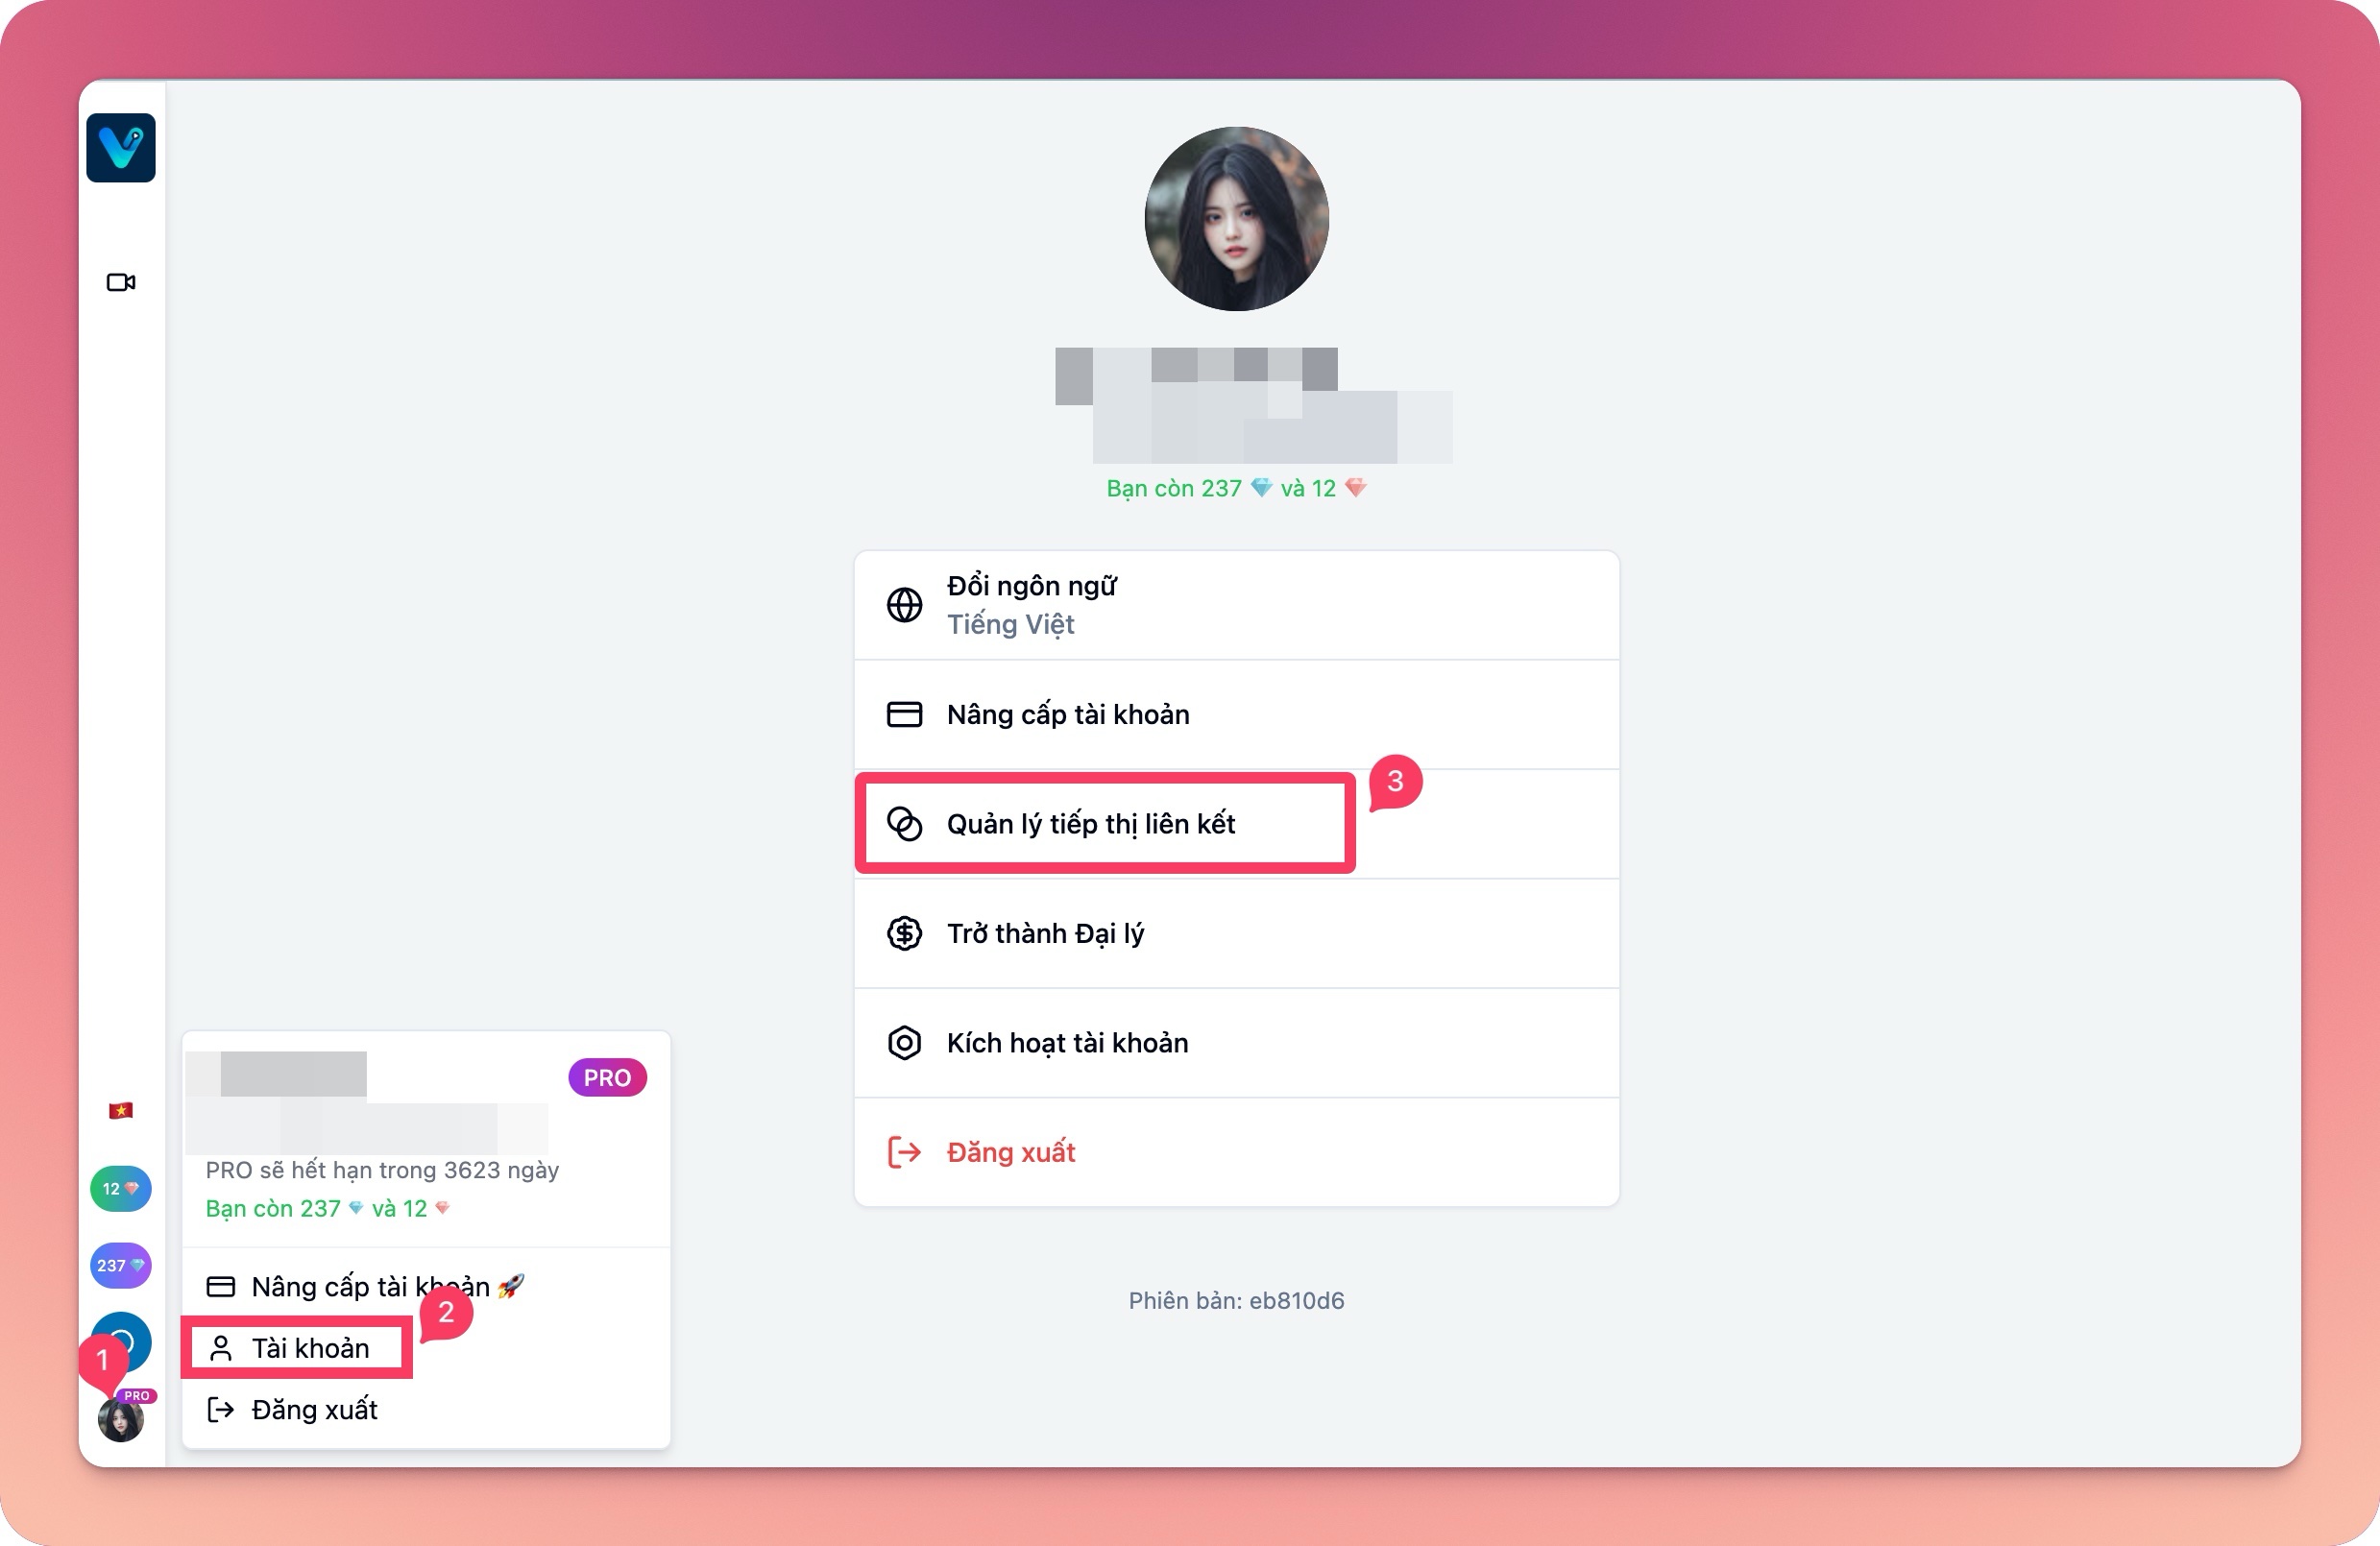 Bạn còn 237 💎 và 12
Đổi ngôn ngữ
Tiếng Việt
Nâng cấp tài khoản
3
Quản lý tiếp thị liên kết
Trở thành Đại lý
Kích hoạt tài khoản
Đăng xuất
Phiên bản: eb810d6
PRO
PRO sẽ hết hạn trong 3623 ngày
Bạn còn 237 💎 và 12
Nâng cấp tài khoản 🚀
2
Tài khoản
Đăng xuất
12
237
1
PRO